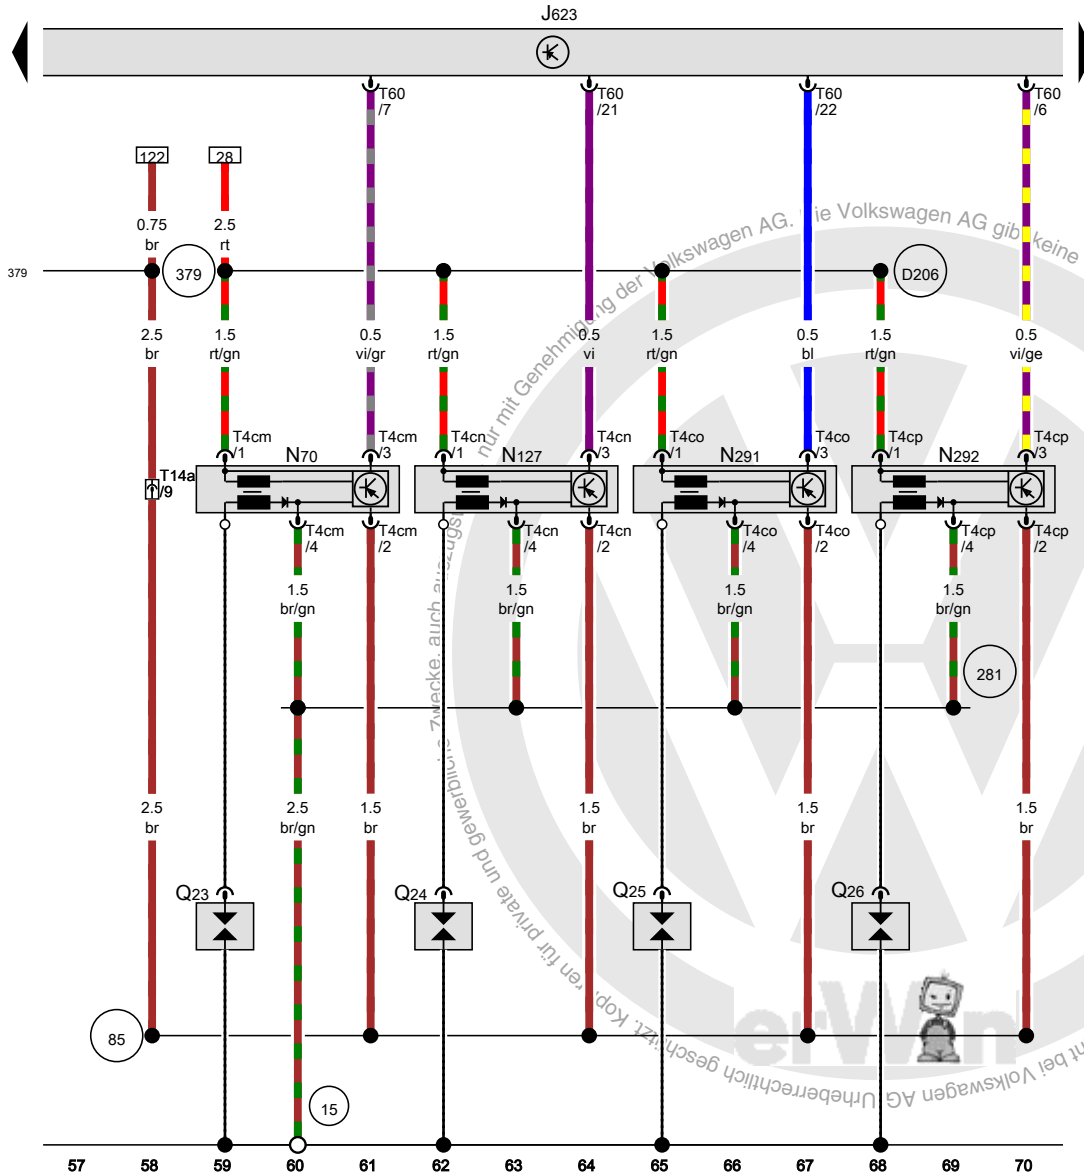 J623
T60 T60 T60 T60
/7 /21 /22 /6
122 28
0.75 2.5
br rt
379 379 D206
2.5 1.5 0.5 1.5 0.5 1.5 0.5 1.5 0.5
br rt/gn vi/gr rt/gn vi rt/gn bl rt/gn vi/ge
T4cm T4cm T4cn T4cn T4co T4co T4cp T4cp
/1 N70 /3 /1 N127 /3 /1 N291 /3 /1 N292 /3
T14a
/9
T4cm T4cm T4cn T4cn T4co T4co T4cp T4cp
/4 /2 /4 /2 /4 /2 /4 /2
1.5 1.5 1.5 1.5
br/gn br/gn br/gn br/gn
281
2.5 2.5 1.5 1.5 1.5 1.5
br br/gn br br br br
Q23 Q24 Q25 Q26
85
15
57 58 59 60 61 62 63 64 65 66 67 68 69 70
nur mit Genehmigung der Volkswagen AG. Die Volkswagen AG gibt keine
Zwecke, auch auszugsw
ren für private und gewerbliche
ht bei Volkswagen AG Urheberrechtlich geschützt. Kop
erWin